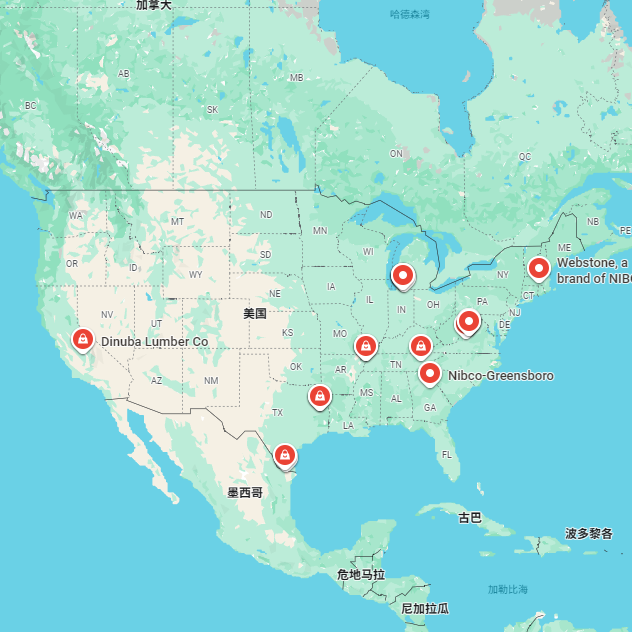 加拿大
哈德森湾
AB
MB
SK
BC
ON
QC
NB
PE
WA
MT
ND
MN
ME
OR
ID
SD
WI
WY
NY
Webstone, a
brand of NIBC
IA
NE
IL
IN
OH
PA
CT
NJ
NV
UT
美国
KS
MO
DE
Dinuba Lumber Co
OK
AR
TN
AZ
NM
MS
AL
GA
Nibco-Greensboro
TX
LA
FL
墨西哥
古巴
波多黎各
危地马拉
加勒比海
尼加拉瓜